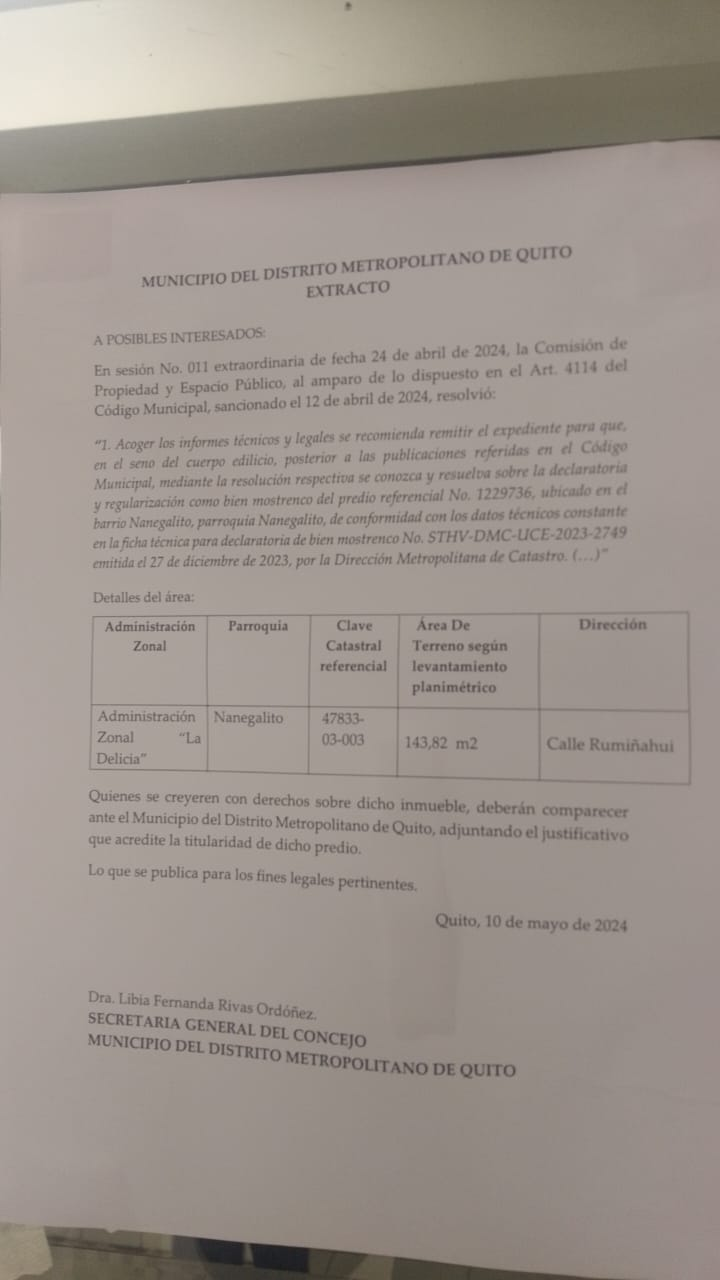 MUNICIPIO DEL DISTRITO METROPOLITANO DE QUITO
EXTRACTO
A POSIBLES INTERESADOS:
En sesión No. 011 extraordinaria de fecha 24 de abril de 2024, la Comisión de
Propiedad y Espacio Público, al amparo de lo dispuesto en el Art. 4114 del
Código Municipal, sancionado el 12 de abril de 2024, resolvió:
"1. Acoger los informes técnicos y legales se recomienda remitir el expediente para que,
en el seno del cuerpo edilicio, posterior a las publicaciones referidas en el Código
Municipal, mediante la resolución respectiva se conozca y resuelva sobre la declaratoria
y regularización como bien mostrenco del predio referencial No. 1229736, ubicado en el
barrio Nanegalito, parroquia Nanegalito, de conformidad con los datos técnicos constante
en la ficha técnica para declaratoria de bien mostrenco No. STHV-DMC-UCE-2023-2749
emitida el 27 de diciembre de 2023, por la Dirección Metropolitana de Catastro. (…)"
Detalles del área:
Administración
Zonal
Parroquia
Clave
Catastral
referencial
Área De
Terreno según
levantamiento
planimétrico
Dirección
Administración
Zonal "La
Delicia"
Nanegalito
47833-
03-003
143,82 m2
Calle Rumiñahui
Quienes se creyeren con derechos sobre dicho inmueble, deberán comparecer
ante el Municipio del Distrito Metropolitano de Quito, adjuntando el justificativo
que acredite la titularidad de dicho predio.
Lo que se publica para los fines legales pertinentes.
Quito, 10 de mayo de 2024
Dra. Libia Fernanda Rivas Ordóñez.
SECRETARIA GENERAL DEL CONCEJO
MUNICIPIO DEL DISTRITO METROPOLITANO DE QUITO